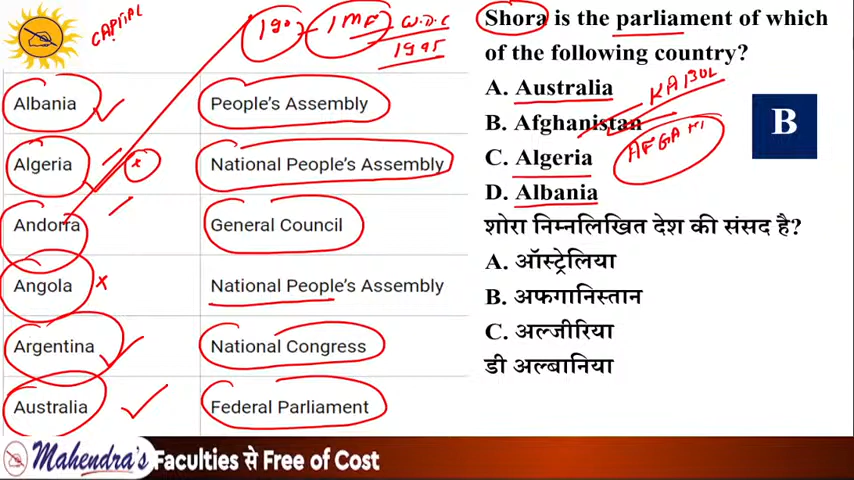 CAPITAL
190 - IMF W.D.C
1945
Albania People's Assembly
Algeria National People's Assembly
Andorra General Council
Angola National People's Assembly
Argentina National Congress
Australia Federal Parliament
Shora is the parliament of which
of the following country?
A. Australia
B. Afghanistan
C. Algeria
D. Albania
KABUL
AFGANI
B
शोरा निम्नलिखित देश की संसद है?
A. ऑस्ट्रेलिया
B. अफगानिस्तान
C. अल्जीरिया
डी अल्बानिया
Mahendra's Faculties से Free of Cost